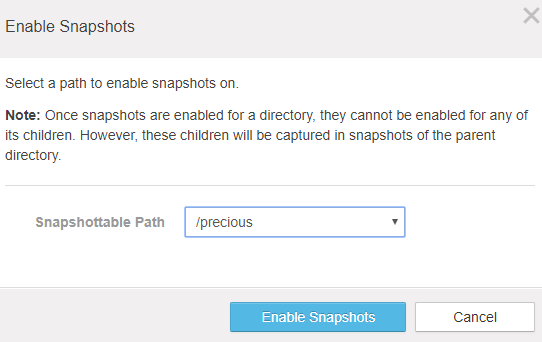 Enable Snapshots
Select a path to enable snapshots on.
Note: Once snapshots are enabled for a directory, they cannot be enabled for any of
its children. However, these children will be captured in snapshots of the parent
directory.
Snapshottable Path /precious
Enable Snapshots Cancel